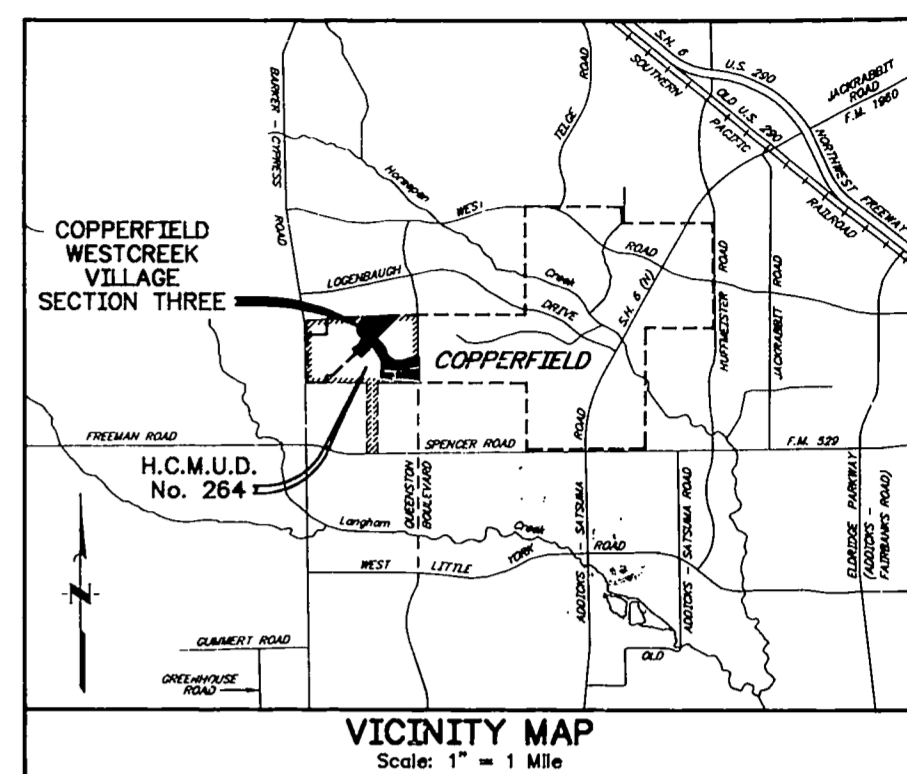 S.H. 6
U.S. 290
SOUTHERN
PACIFIC
RAILROAD
OLD U.S. 290
NORTHWEST FREEWAY
JACKRABBIT
ROAD
F.M. 1960
BARKER - (CYPRESS
ROAD
TELGE
ROAD
Horsepen
Creek
WEST
ROAD
COPPERFIELD
WESTCREEK
VILLAGE
SECTION THREE
LOGENBAUGH
DRIVE
S.H. 6 (N)
HUFFMEISTER
ROAD
JACKRABBIT
ROAD
COPPERFIELD
FREEMAN ROAD
SPENCER ROAD
F.M. 529
H.C.M.U.D.
No. 264
QUEENSTON
BOULEVARD
ADDICKS - SATSUMA
ROAD
ADDICKS - SATSUMA ROAD
ELDRIDGE PARKWAY
(ADDICKS -
FAIRBANKS ROAD)
Langham
Creek
WEST LITTLE YORK ROAD
N
GUMMERT ROAD
GREENHOUSE
ROAD
OLD
VICINITY MAP
Scale: 1" = 1 Mile